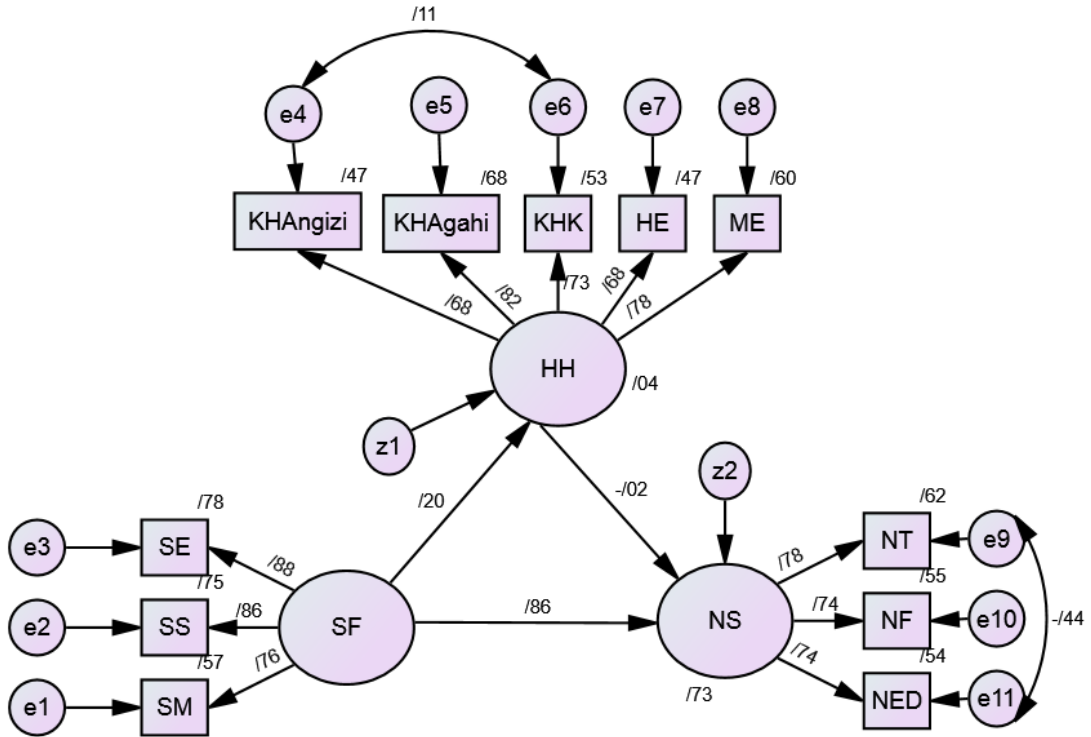 /11
e4
e5
e6
e7
e8
/47
/68
/53
/47
/60
KHAngizi
KHAgahi
KHK
HE
ME
/68
/82
/73
/68
/78
HH
/04
z1
z2
/20
-/02
/78
/62
e3
SE
/88
/78
NT
e9
/75
/55
e2
SS
/86
SF
/86
NS
/74
NF
e10
-/44
/57
/54
e1
SM
/76
/73
/74
NED
e11